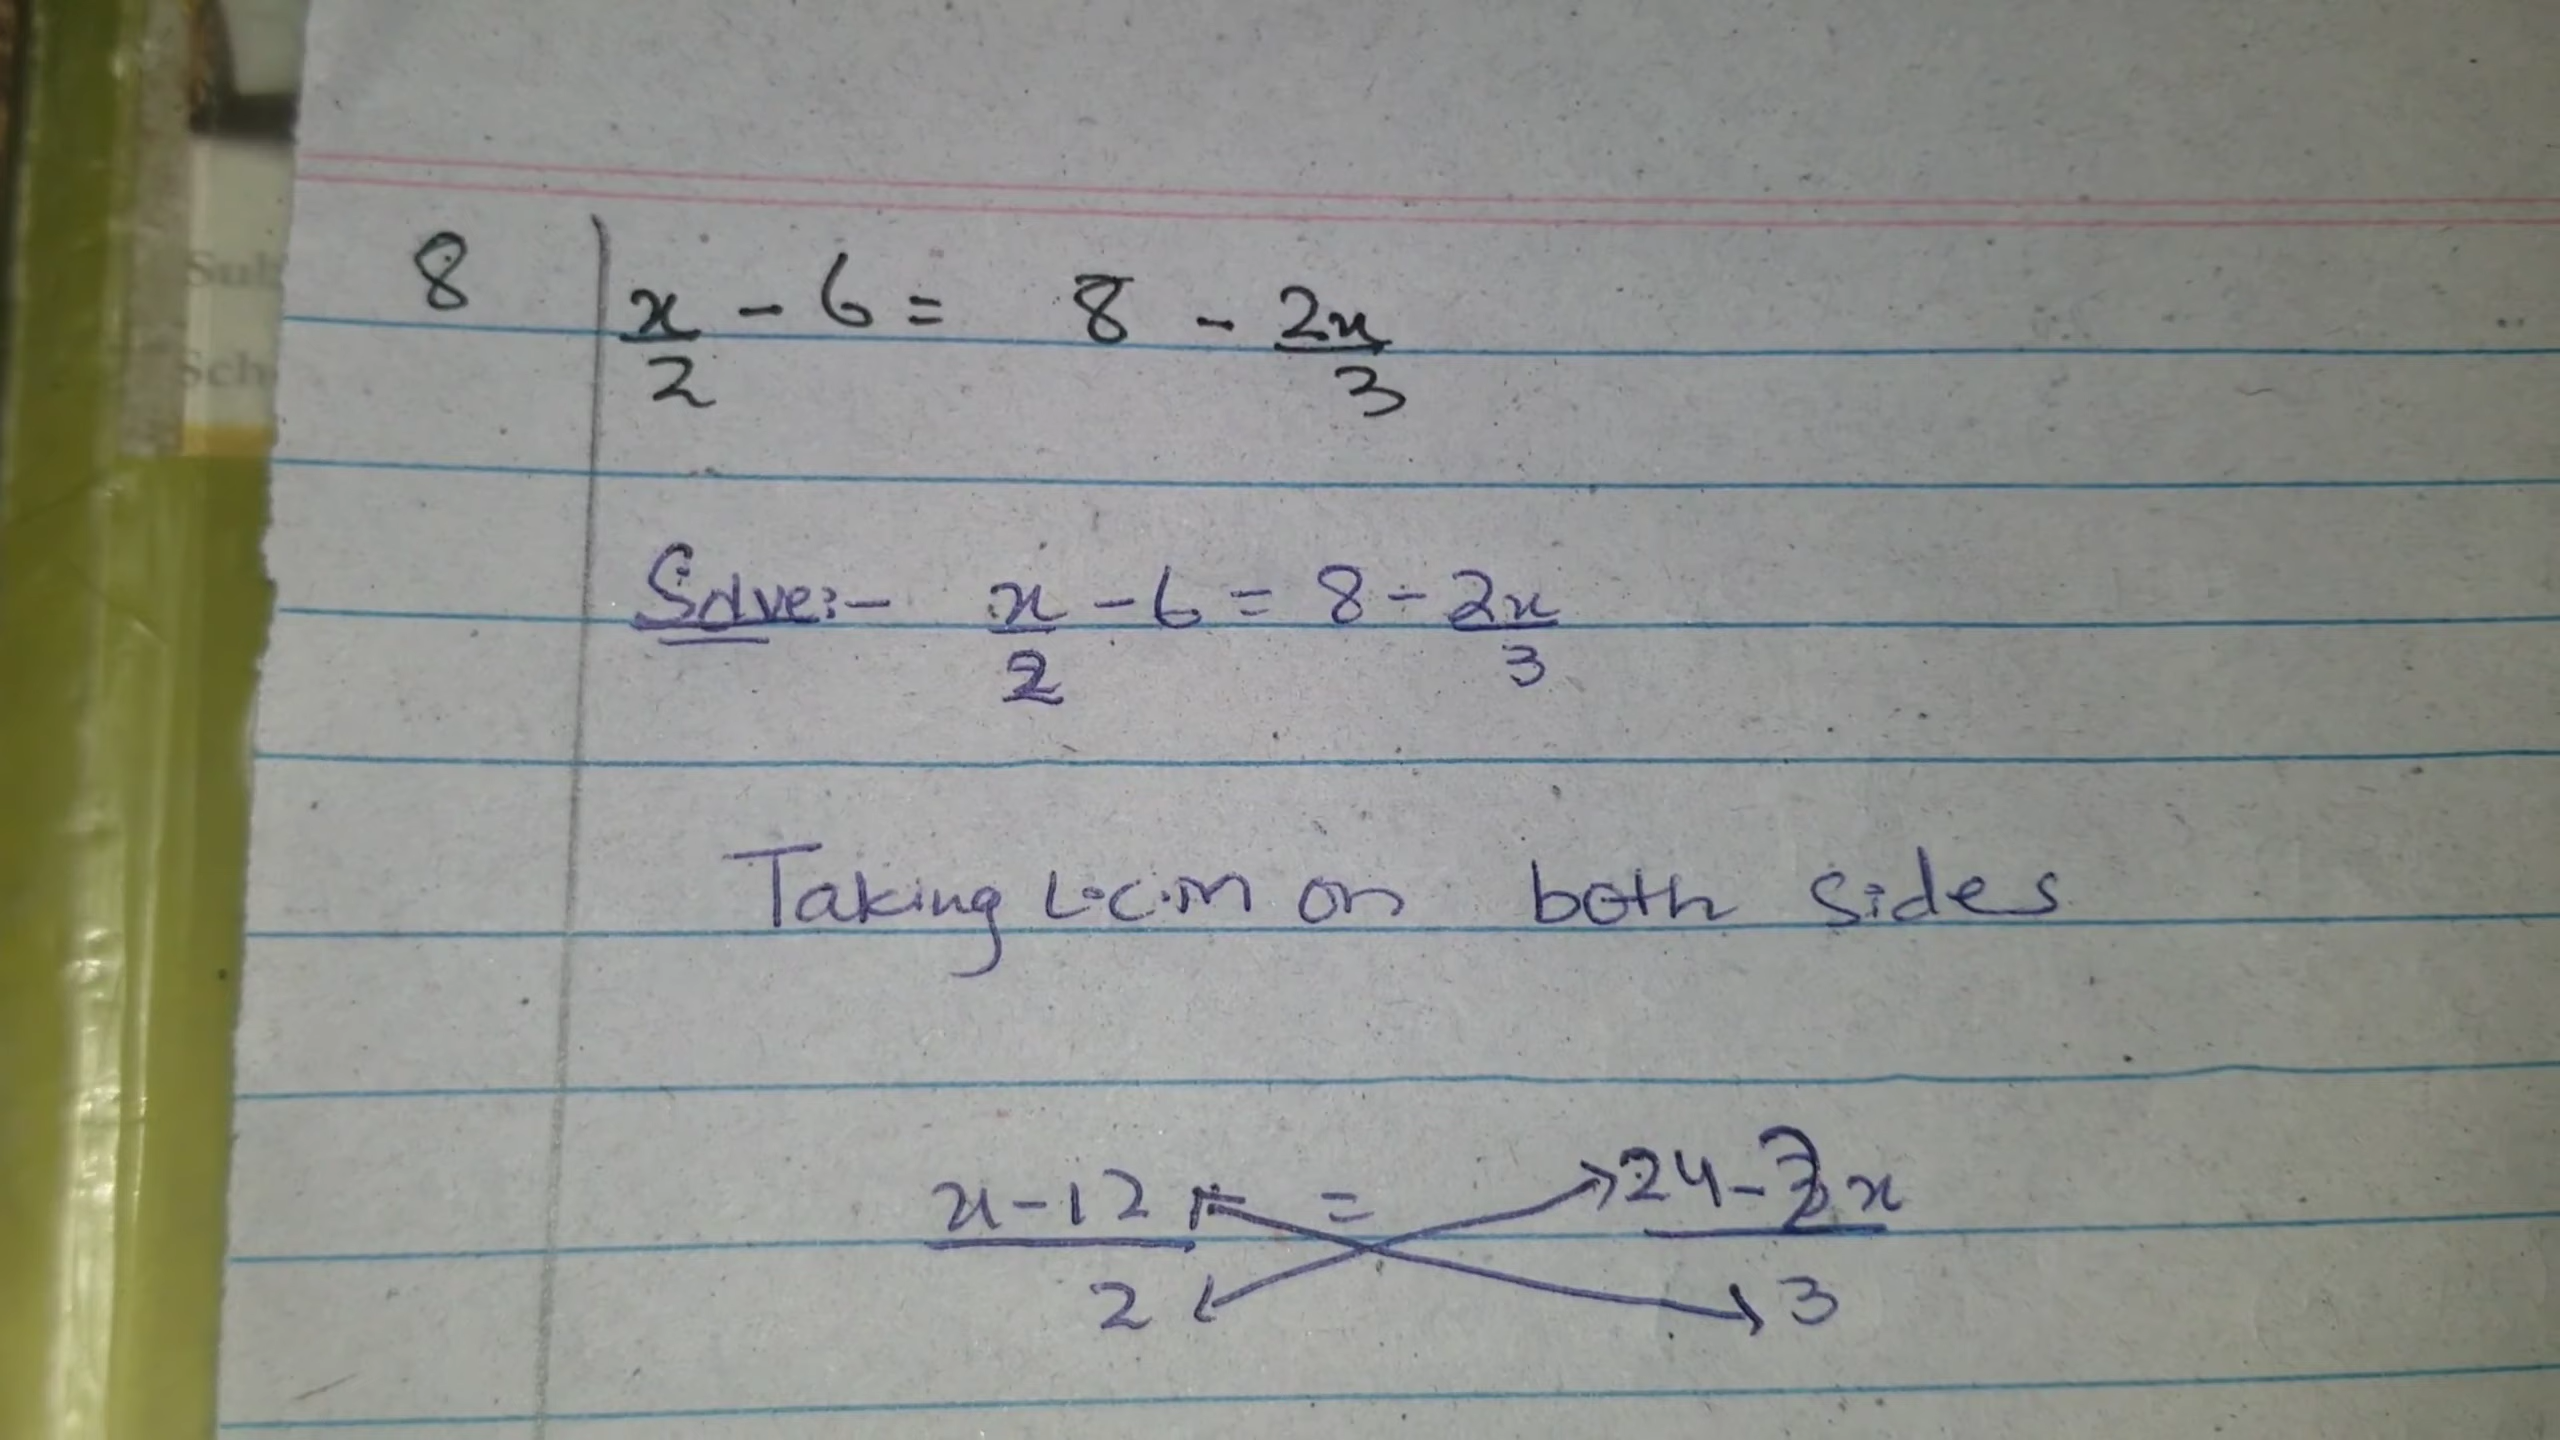 8 x/2 - 6 = 8 - 2x/3
Solve:- x/2 - 6 = 8 - 2x/3
Taking L.C.M on both sides
x-12/2 = 24-2x/3